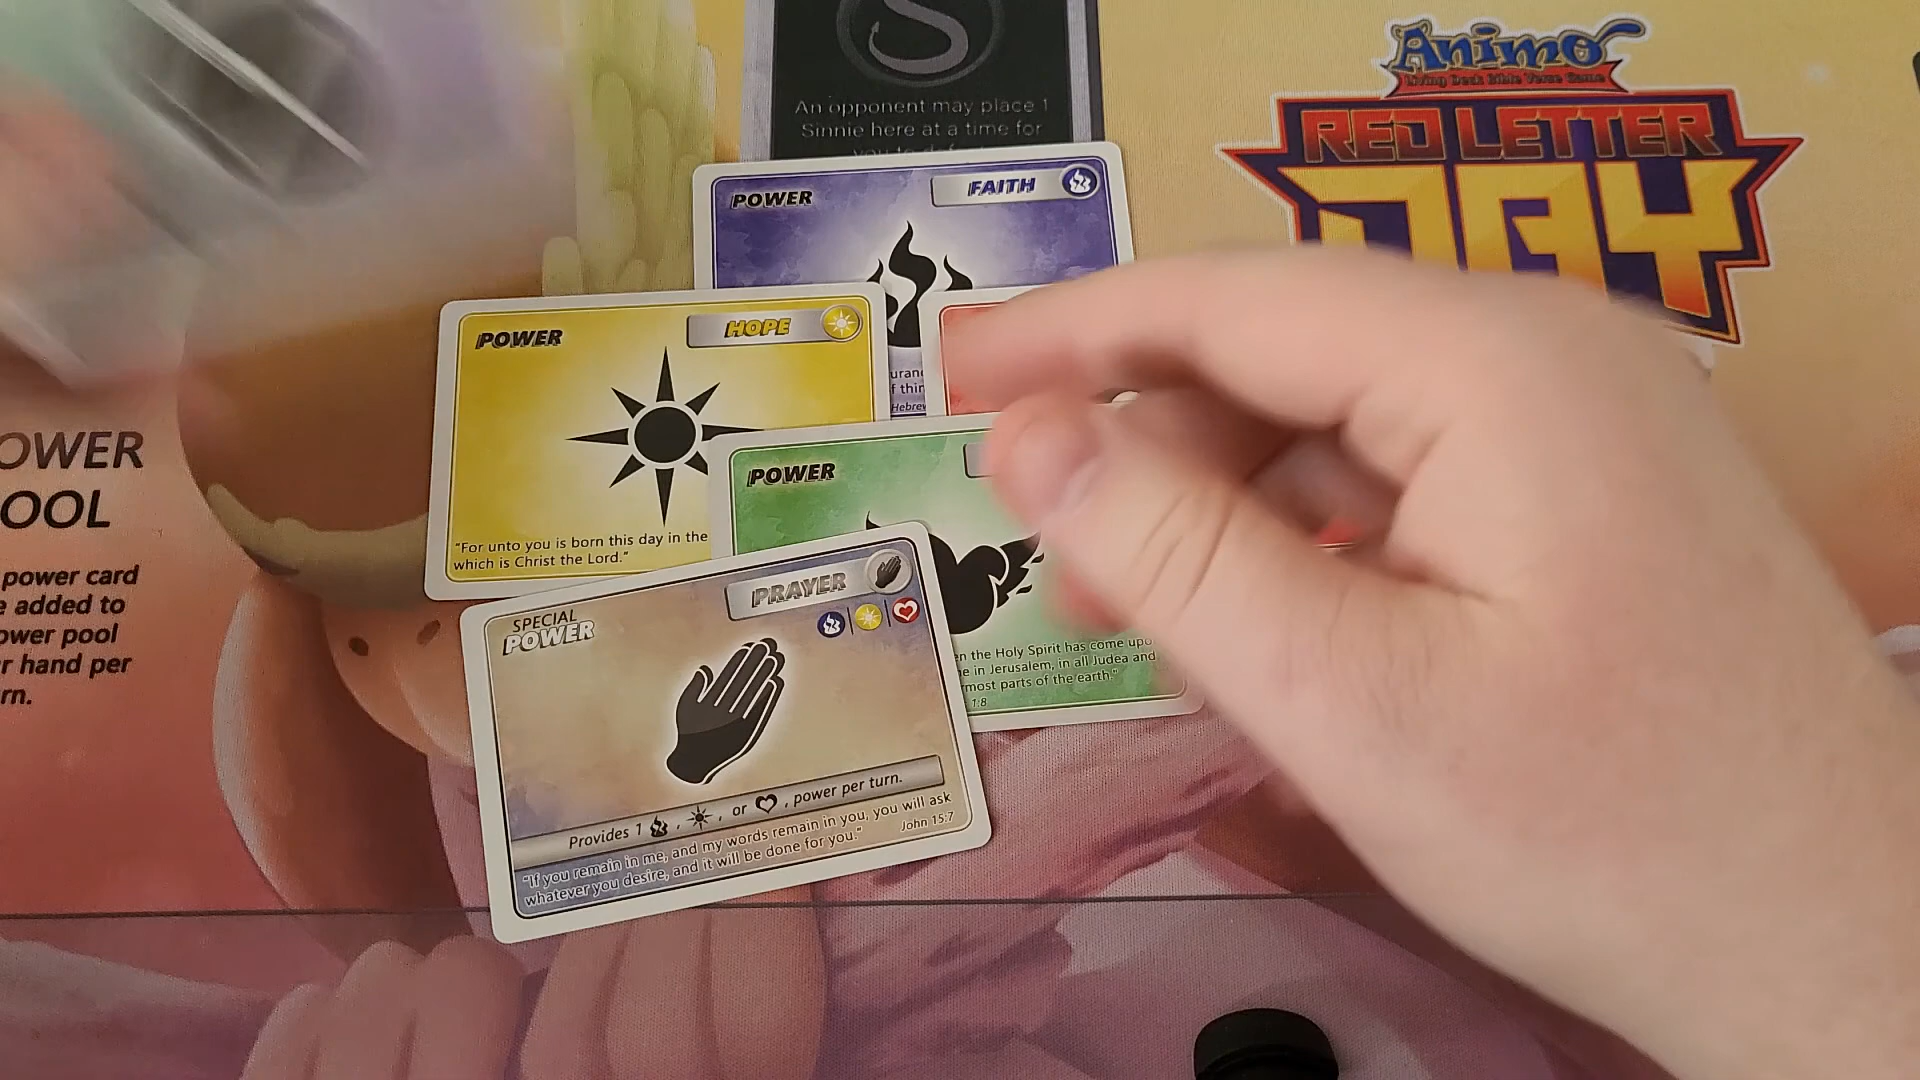 An opponent may place 1
Sinnie here at a time for
Animo
Living Deck Bible Verse Game
RED LETTER
DAY
POWER
FAITH
POWER
HOPE
Hebrew
"For unto you is born this day in the
which is Christ the Lord."
POWER
n the Holy Spirit has come upo
e in Jerusalem, in all Judea and
most parts of the earth."
1:8
SPECIAL
POWER
PRAYER
Provides 1 , , or , power per turn.
"If you remain in me, and my words remain in you, you will ask
whatever you desire, and it will be done for you."
John 15:7
OWER
OOL
power card
e added to
ower pool
r hand per
rn.